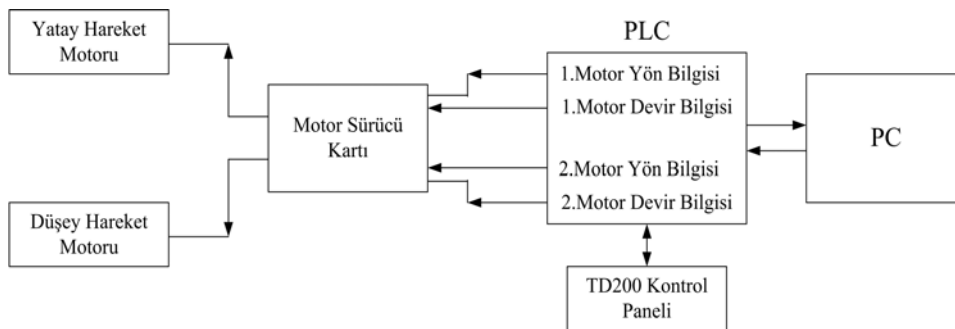 Yatay Hareket
Motoru
PLC
1.Motor Yön Bilgisi
1.Motor Devir Bilgisi
2.Motor Yön Bilgisi
2.Motor Devir Bilgisi
Motor Sürücü
Kartı
PC
Düşey Hareket
Motoru
TD200 Kontrol
Paneli